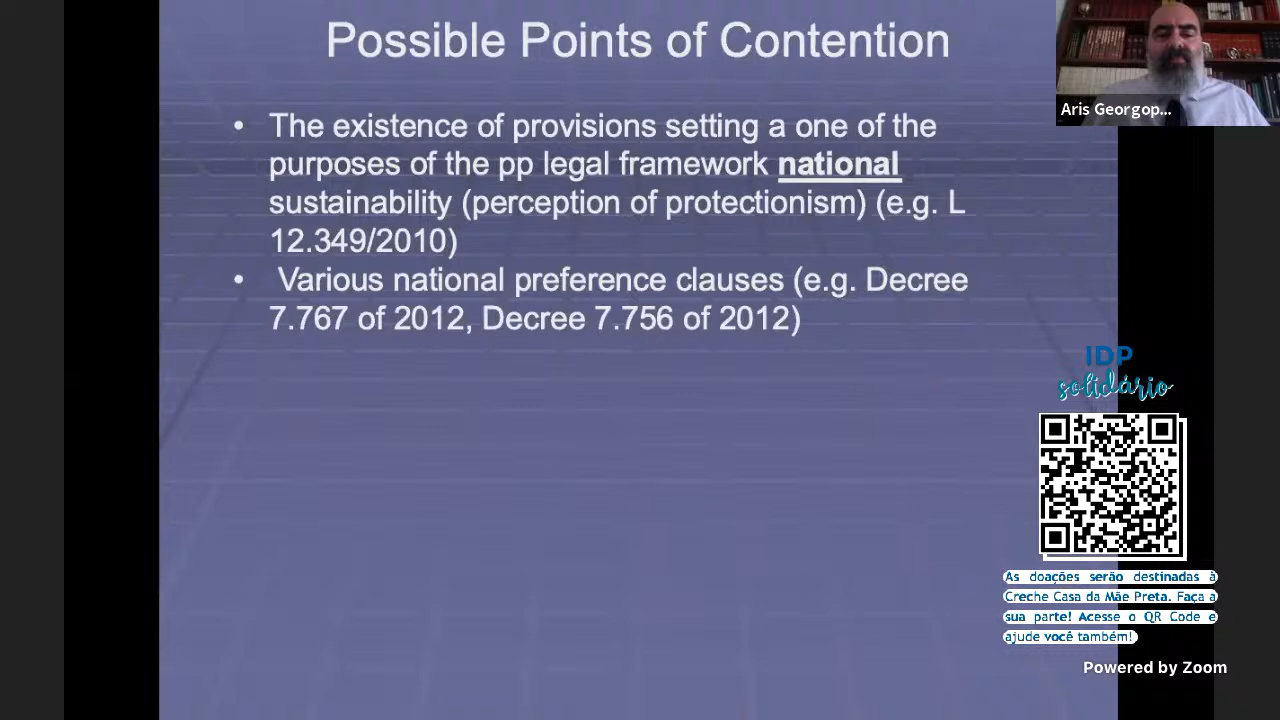 Possible Points of Contention
• The existence of provisions setting a one of the
purposes of the pp legal framework national
sustainability (perception of protectionism) (e.g. L
12.349/2010)
• Various national preference clauses (e.g. Decree
7.767 of 2012, Decree 7.756 of 2012)
Aris Georgop...
IDP
solidário
As doações serão destinadas à
Creche Casa da Mãe Preta. Faça a
sua parte! Acesse o QR Code e
ajude você também!
Powered by Zoom